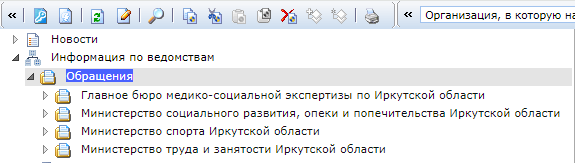 « « Организация, в которую на
Новости
Информация по ведомствам
Обращения
Главное бюро медико-социальной экспертизы по Иркутской области
Министерство социального развития, опеки и попечительства Иркутской области
Министерство спорта Иркутской области
Министерство труда и занятости Иркутской области